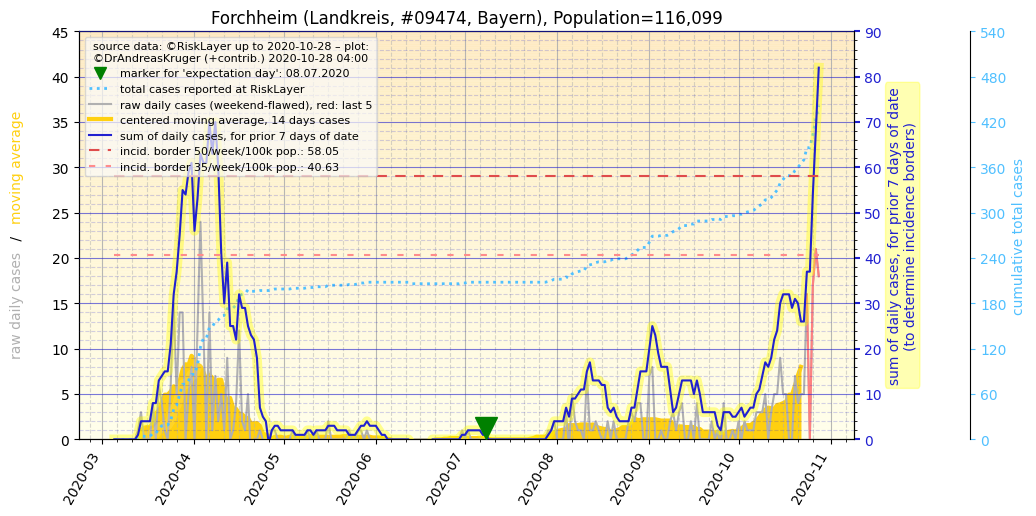 Forchheim (Landkreis, #09474, Bayern), Population=116,099
source data: ©RiskLayer up to 2020-10-28 – plot:
©DrAndreasKruger (+contrib.) 2020-10-28 04:00
marker for 'expectation day': 08.07.2020
total cases reported at RiskLayer
raw daily cases (weekend-flawed), red: last 5
centered moving average, 14 days cases
sum of daily cases, for prior 7 days of date
incid. border 50/week/100k pop.: 58.05
incid. border 35/week/100k pop.: 40.63
raw daily cases / moving average
45
40
35
30
25
20
15
10
5
0
2020-03
2020-04
2020-05
2020-06
2020-07
2020-08
2020-09
2020-10
2020-11
90
80
70
60
50
40
30
20
10
0
sum of daily cases, for prior 7 days of date
(to determine incidence borders)
540
480
420
360
300
240
180
120
60
0
cumulative total cases